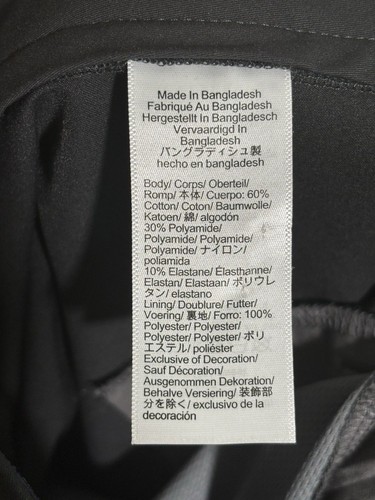 Made In Bangladesh
Fabriqué Au Bangladesh
Hergestellt In Bangladesch
Vervaardigd In
Bangladesh
バングラディシュ製
hecho en bangladesh
Body/ Corps/ Oberteil/
Romp/ 本体/ Cuerpo: 60%
Cotton/ Coton/ Baumwolle/
Katoen/ 綿/ algodón
30% Polyamide/
Polyamide/ Polyamide/
Polyamide/ ナイロン/
poliamida
10% Elastane/ Élasthanne/
Elastan/ Elastaan/ ポリウレ
タン/ elastano
Lining/ Doublure/ Futter/
Voering/ 裏地/ Forro: 100%
Polyester/ Polyester/
Polyester/ Polyester/ ポリ
エステル/ poliéster
Exclusive of Decoration/
Sauf Décoration/
Ausgenommen Dekoration/
Behalve Versiering/ 装飾部
分を除く/ exclusivo de la
decoración